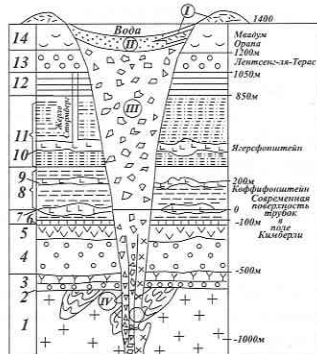 I
1400
14
Вода
II
Мвадум
Орапа
1200м
13
Лентсенг-ля-Терас
1050м
12
850м
III
11
Жерло
Ягерсфонтейн
10
9
200м
8
Коффифонтейн
Современная
поверхность
трубок
в
поле
Кимберли
7
0
6
-100м
5
4
-500м
3
2
IV
1
-1000м